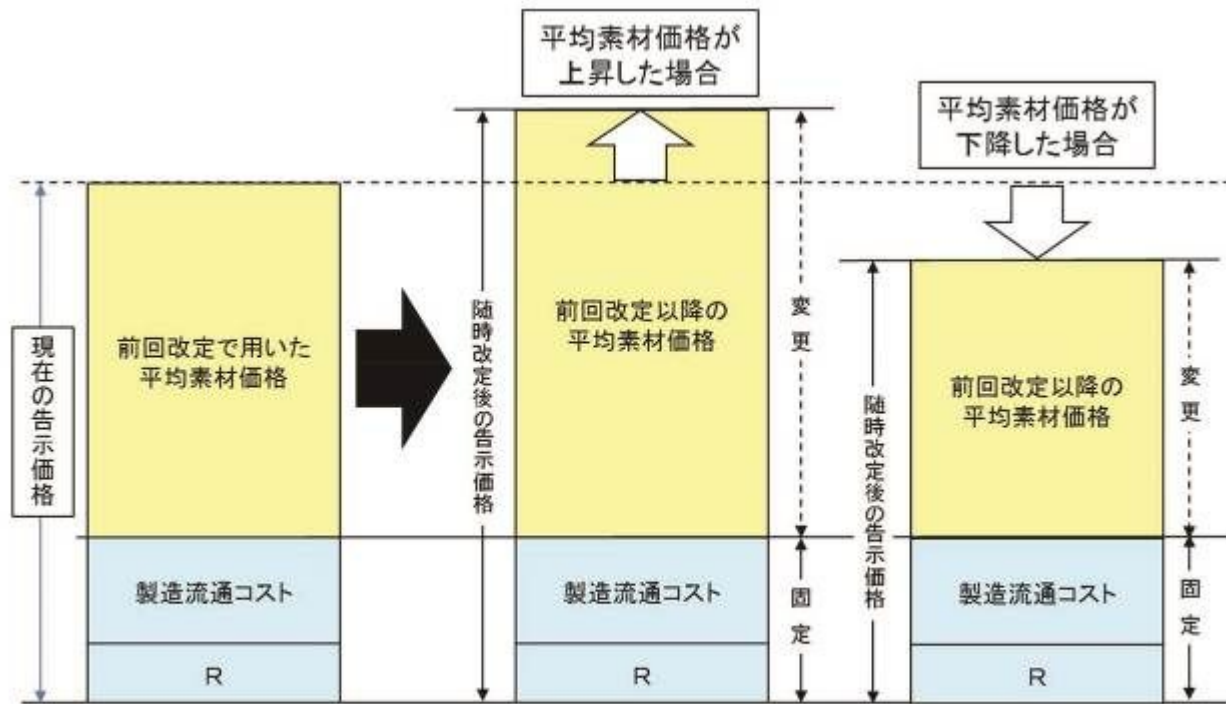 平均素材価格が
上昇した場合
平均素材価格が
下降した場合
現在の告示価格
前回改定で用いた
平均素材価格
製造流通コスト
R
随時改定後の告示価格
前回改定以降の
平均素材価格
製造流通コスト
R
変更
固定
随時改定後の告示価格
前回改定以降の
平均素材価格
製造流通コスト
R
変更
固定